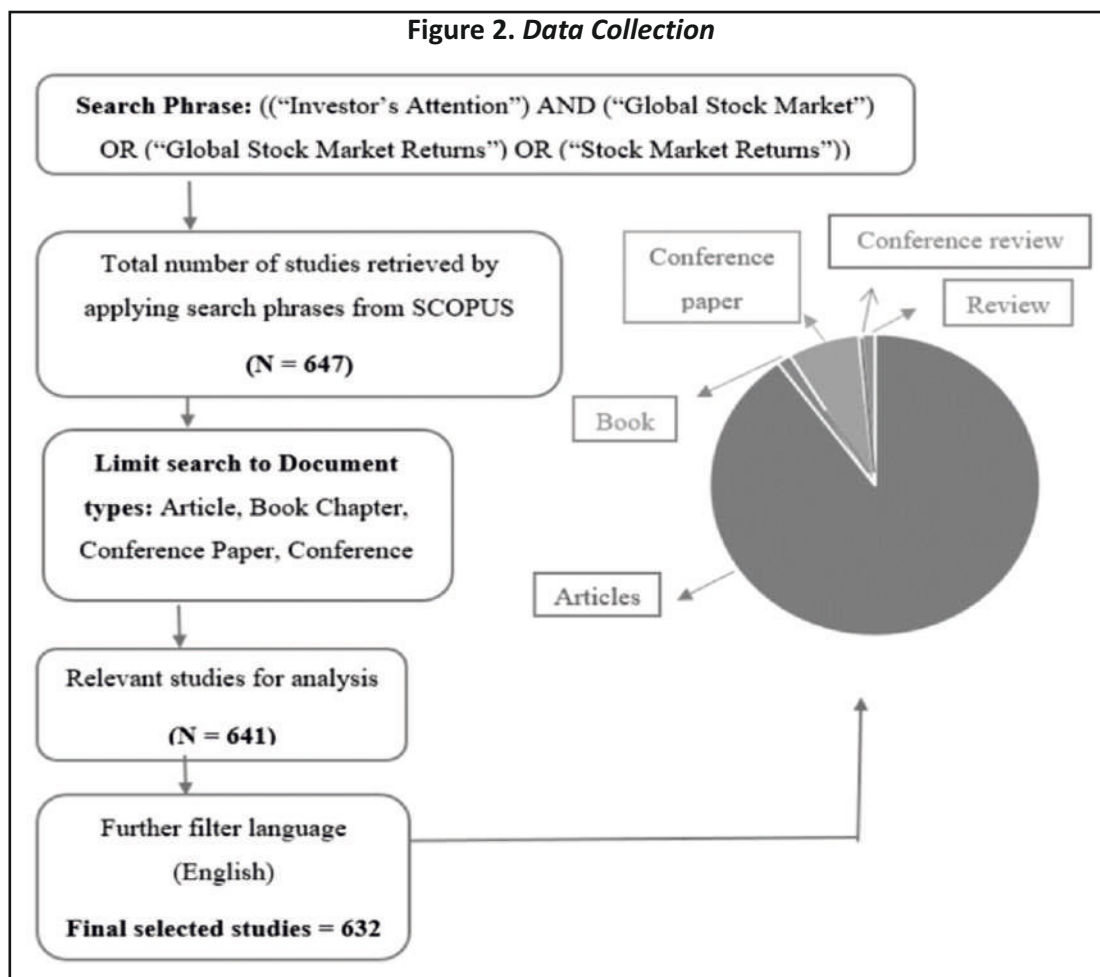 Figure 2. Data Collection
Search Phrase: ((“Investor’s Attention”) AND (“Global Stock Market”)
OR (“Global Stock Market Returns”) OR (“Stock Market Returns”))
Total number of studies retrieved by
applying search phrases from SCOPUS
(N = 647)
Limit search to Document
types: Article, Book Chapter,
Conference Paper, Conference
Relevant studies for analysis
(N = 641)
Further filter language
(English)
Final selected studies = 632
Conference
paper
Conference review
Review
Book
Articles